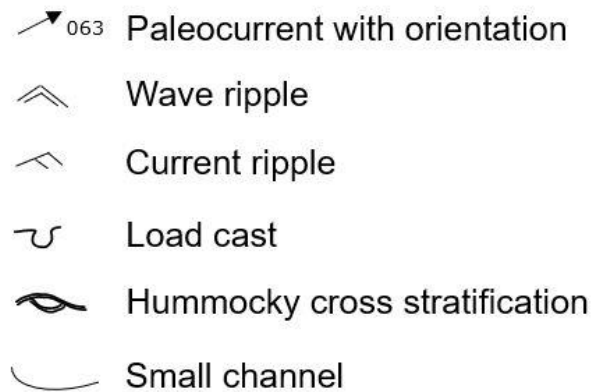 063 Paleocurrent with orientation
Wave ripple
Current ripple
Load cast
Hummocky cross stratification
Small channel